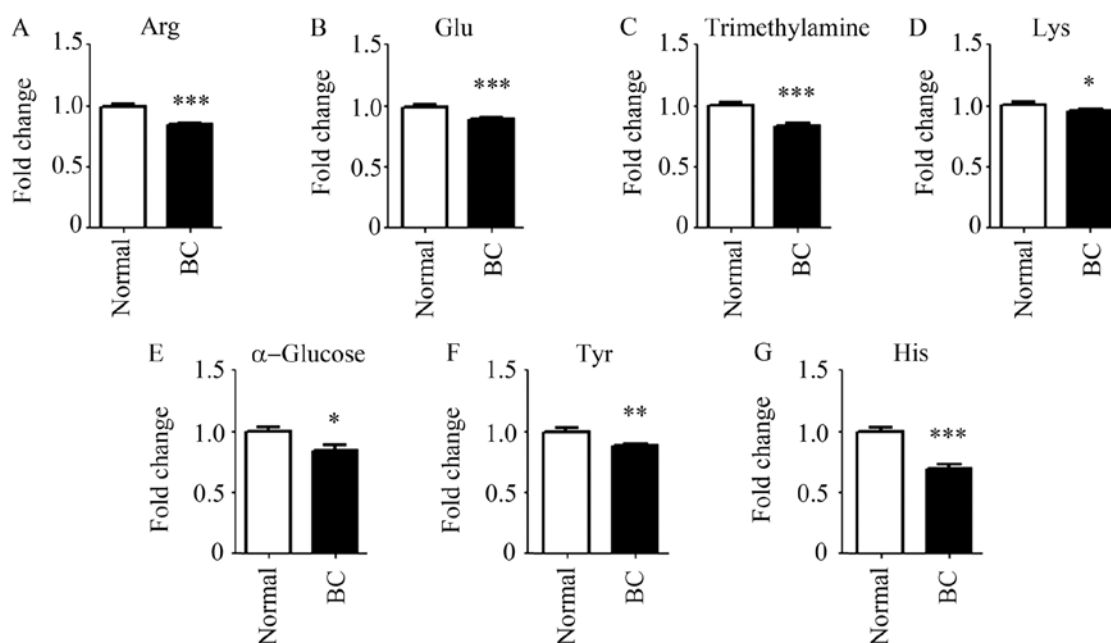 A Arg
Fold change
1.5
1.0
0.5
0
***
Normal
BC
B Glu
Fold change
1.5
1.0
0.5
0
***
Normal
BC
C Trimethylamine
Fold change
1.5
1.0
0.5
0
***
Normal
BC
D Lys
Fold change
1.5
1.0
0.5
0
*
Normal
BC
E α−Glucose
Fold change
1.5
1.0
0.5
0
*
Normal
BC
F Tyr
Fold change
1.5
1.0
0.5
0
**
Normal
BC
G His
Fold change
1.5
1.0
0.5
0
***
Normal
BC